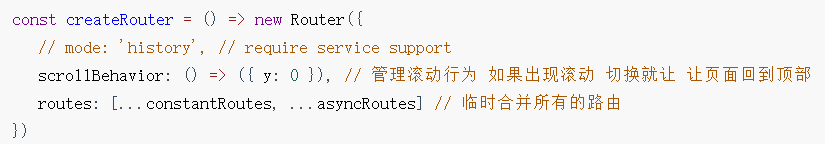 const createRouter = () => new Router({
// mode: 'history', // require service support
scrollBehavior: () => ({ y: 0 }), // 管理滚动行为 如果出现滚动 切换就让 让页面回到顶部
routes: [...constantRoutes, ...asyncRoutes] // 临时合并所有的路由
})